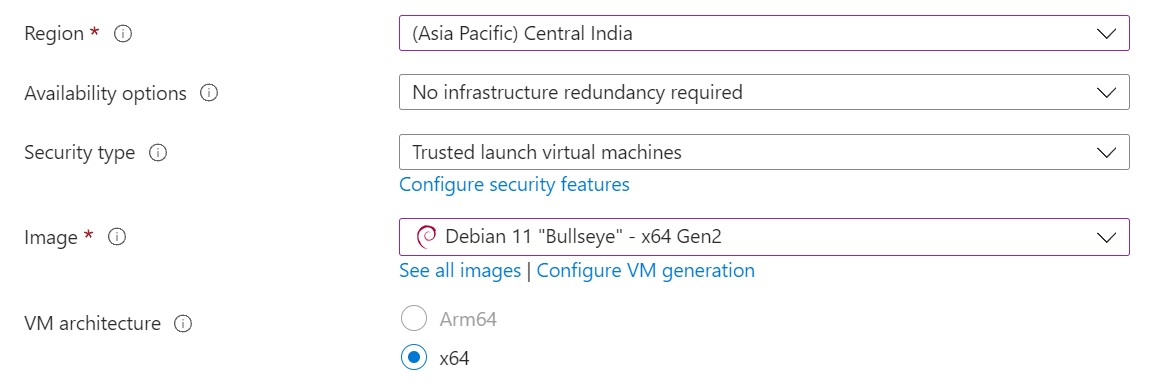 Region *
(Asia Pacific) Central India
Availability options
No infrastructure redundancy required
Security type
Trusted launch virtual machines
Configure security features
Image *
Debian 11 "Bullseye" - x64 Gen2
See all images | Configure VM generation
VM architecture
Arm64
x64